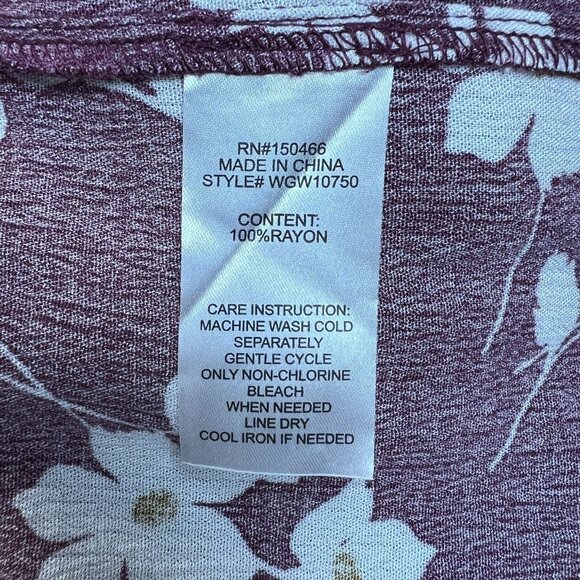 RN#150466
MADE IN CHINA
STYLE# WGW10750
CONTENT:
100%RAYON
CARE INSTRUCTION:
MACHINE WASH COLD
SEPARATELY
GENTLE CYCLE
ONLY NON-CHLORINE
BLEACH
WHEN NEEDED
LINE DRY
COOL IRON IF NEEDED